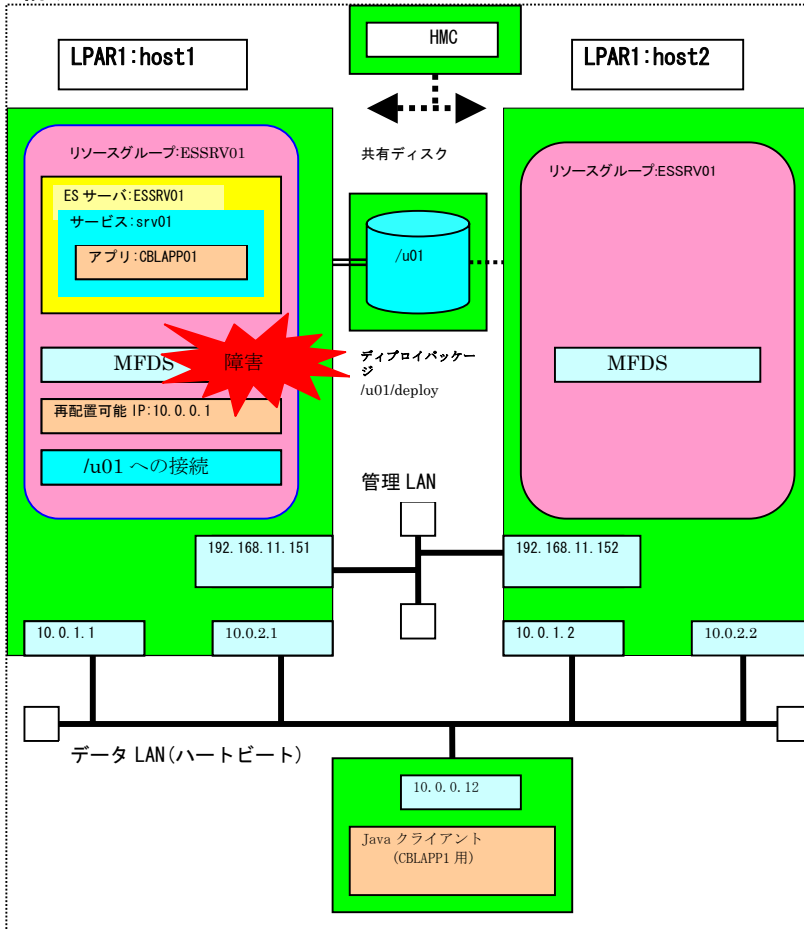 HMC
LPAR1:host1
LPAR1:host2
リソースグループ:ESSRV01
共有ディスク
リソースグループ:ESSRV01
ES サーバ:ESSRV01
サービス:srv01
アプリ:CBLAPP01
/u01
MFDS
障害
ディプロイパッケー
ジ
/u01/deploy
MFDS
再配置可能 IP:10.0.0.1
/u01 への接続
管理 LAN
192.168.11.151
192.168.11.152
10.0.1.1
10.0.2.1
10.0.1.2
10.0.2.2
データ LAN(ハートビート)
10.0.0.12
Java クライアント
(CBLAPP1 用)